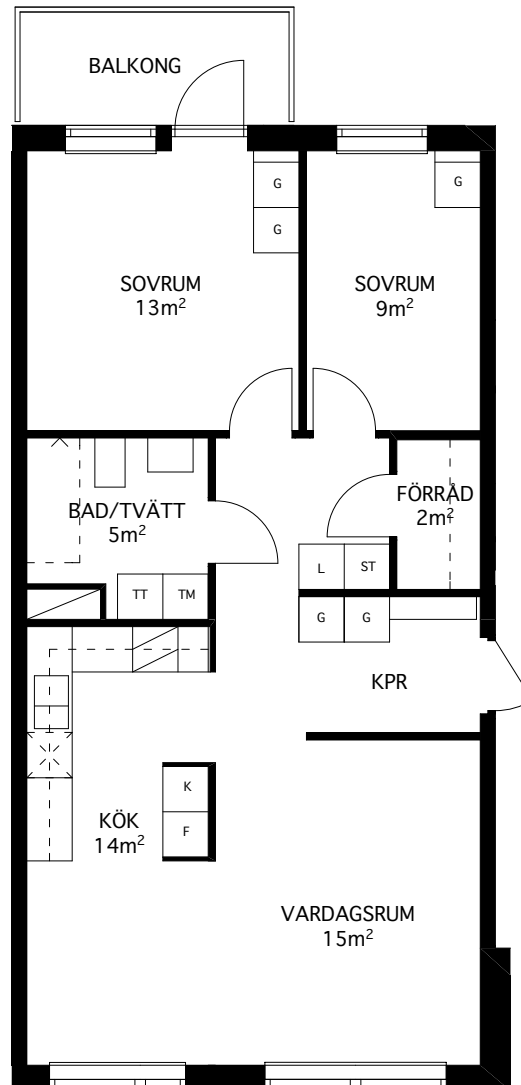 BALKONG
G
G
G
SOVRUM
13m²
SOVRUM
9m²
BAD/TVÄTT
5m²
FÖRRÅD
2m²
L
ST
TT
TM
G
G
KPR
K
F
KÖK
14m²
VARDAGSRUM
15m²